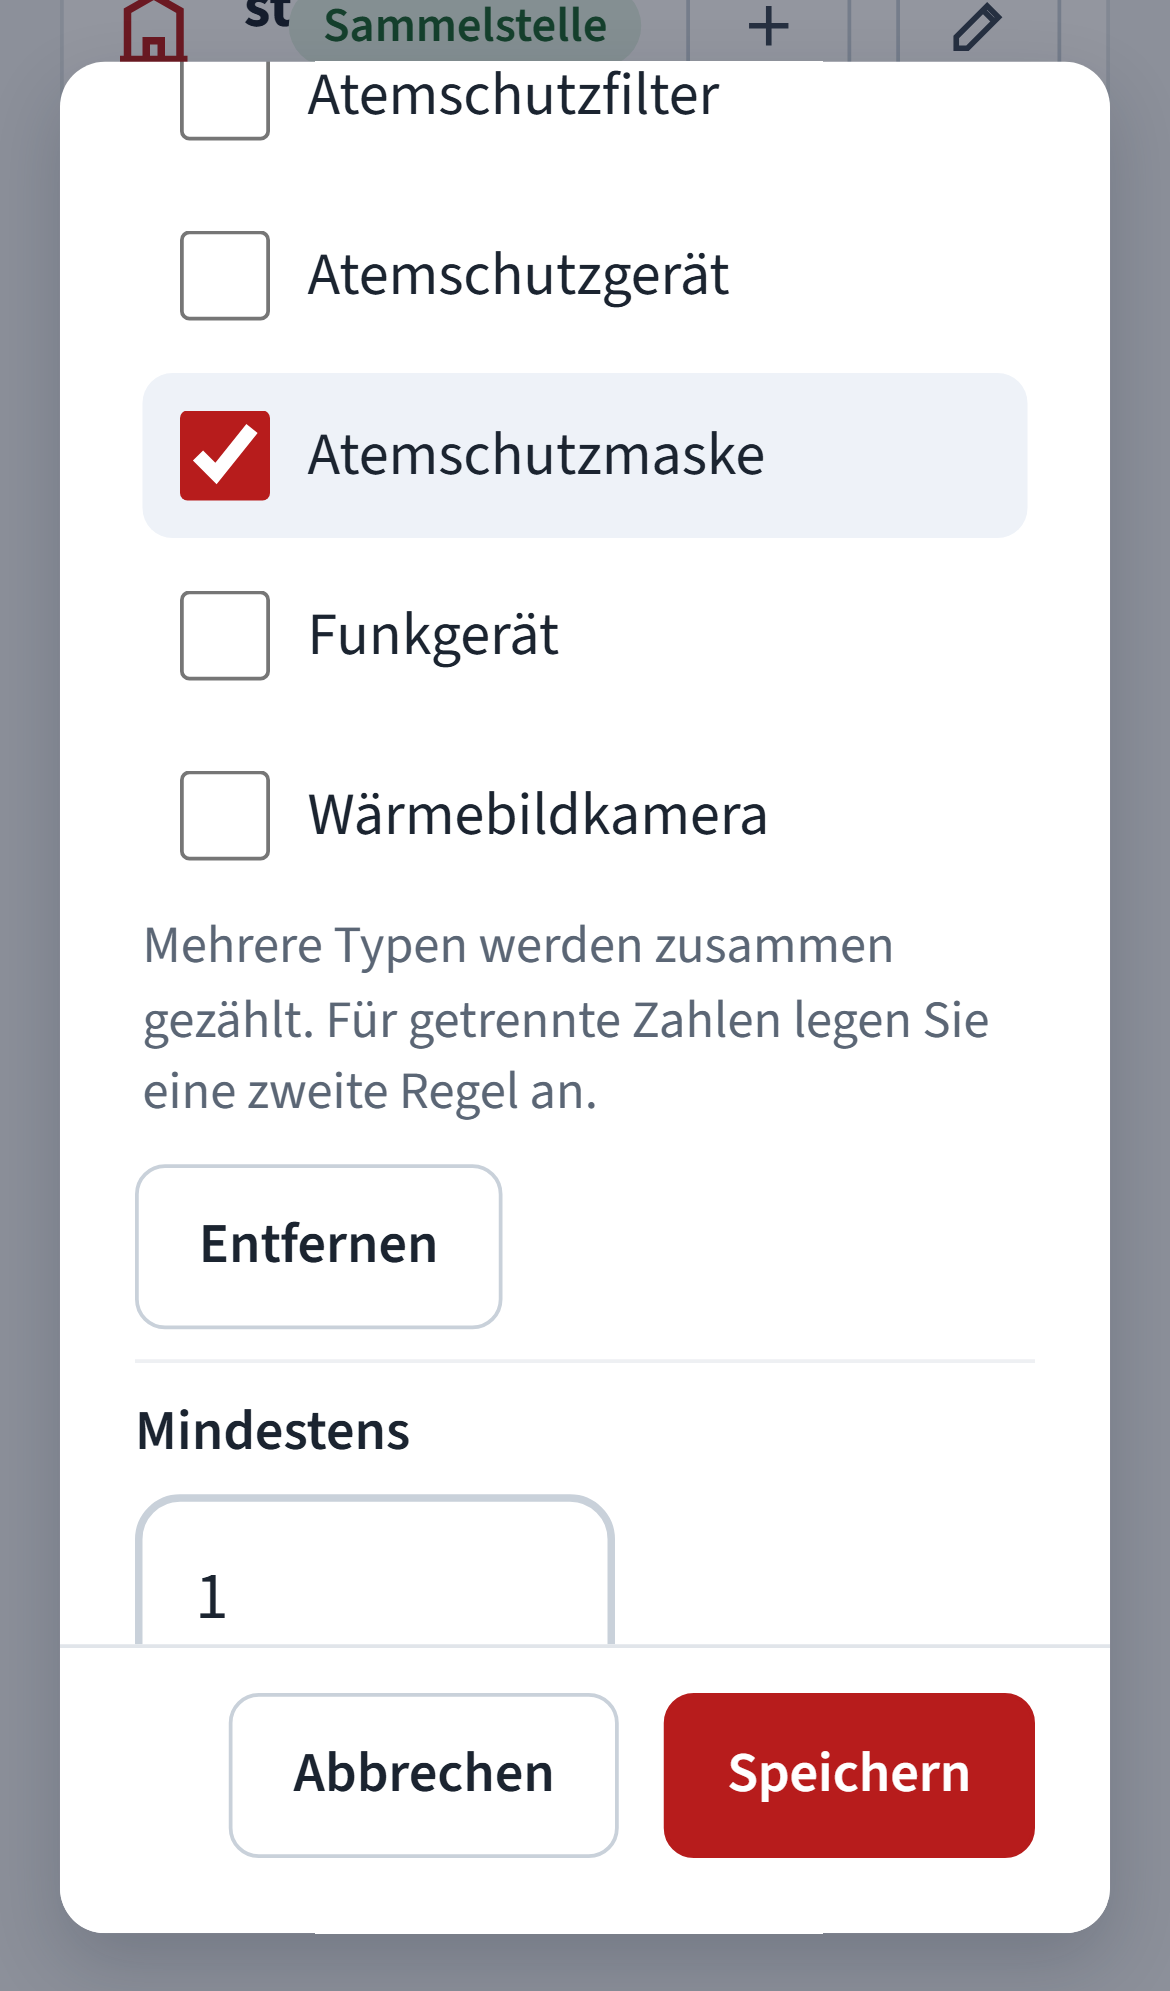 st
Sammelstelle
Atemschutzfilter
Atemschutzgerät
Atemschutzmaske
Funkgerät
Wärmebildkamera
Mehrere Typen werden zusammen
gezählt. Für getrennte Zahlen legen Sie
eine zweite Regel an.
Entfernen
Mindestens
1
Abbrechen
Speichern